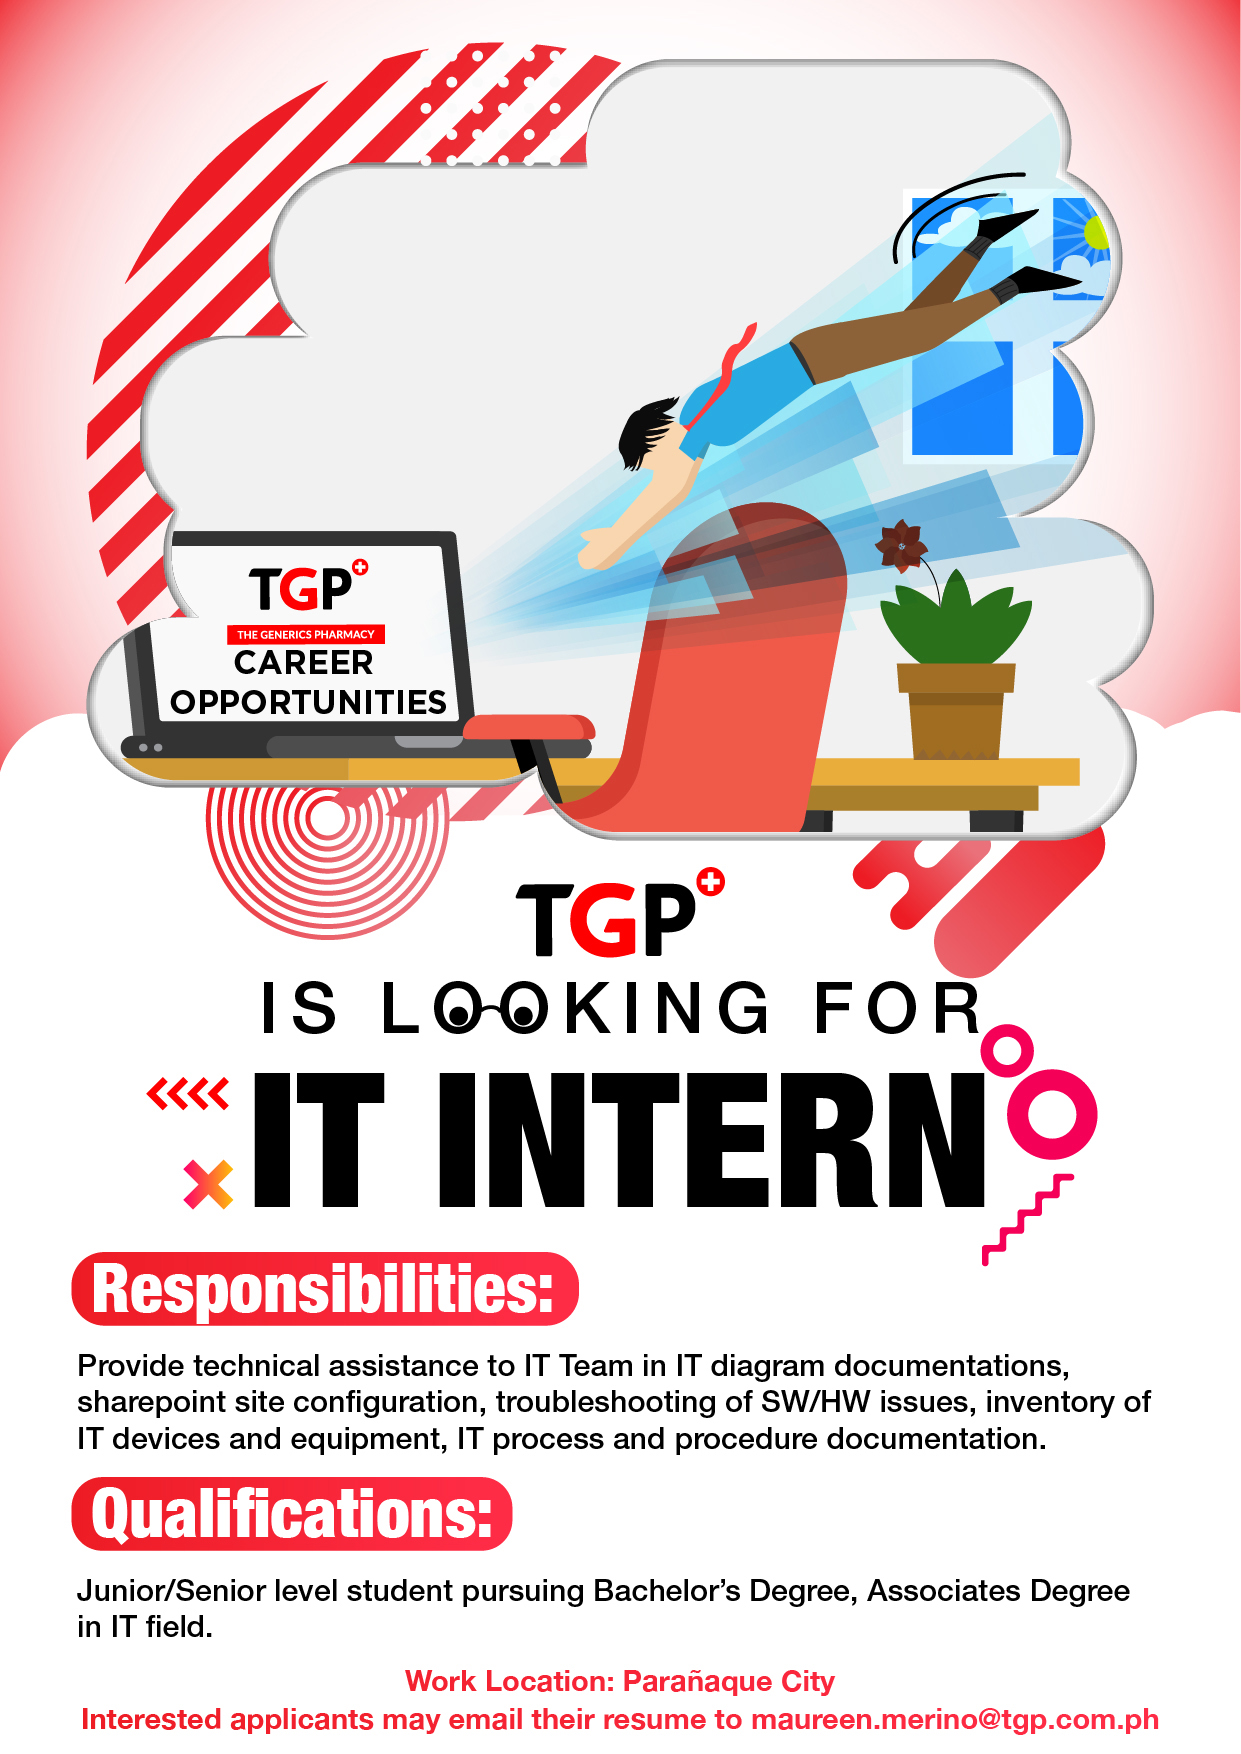 TGP
THE GENERICS PHARMACY
CAREER
OPPORTUNITIES
TGP
IS LOOKING FOR
IT INTERN
Responsibilities:
Provide technical assistance to IT Team in IT diagram documentations,
sharepoint site configuration, troubleshooting of SW/HW issues, inventory of
IT devices and equipment, IT process and procedure documentation.
Qualifications:
Junior/Senior level student pursuing Bachelor’s Degree, Associates Degree
in IT field.
Work Location: Parañaque City
Interested applicants may email their resume to maureen.merino@tgp.com.ph